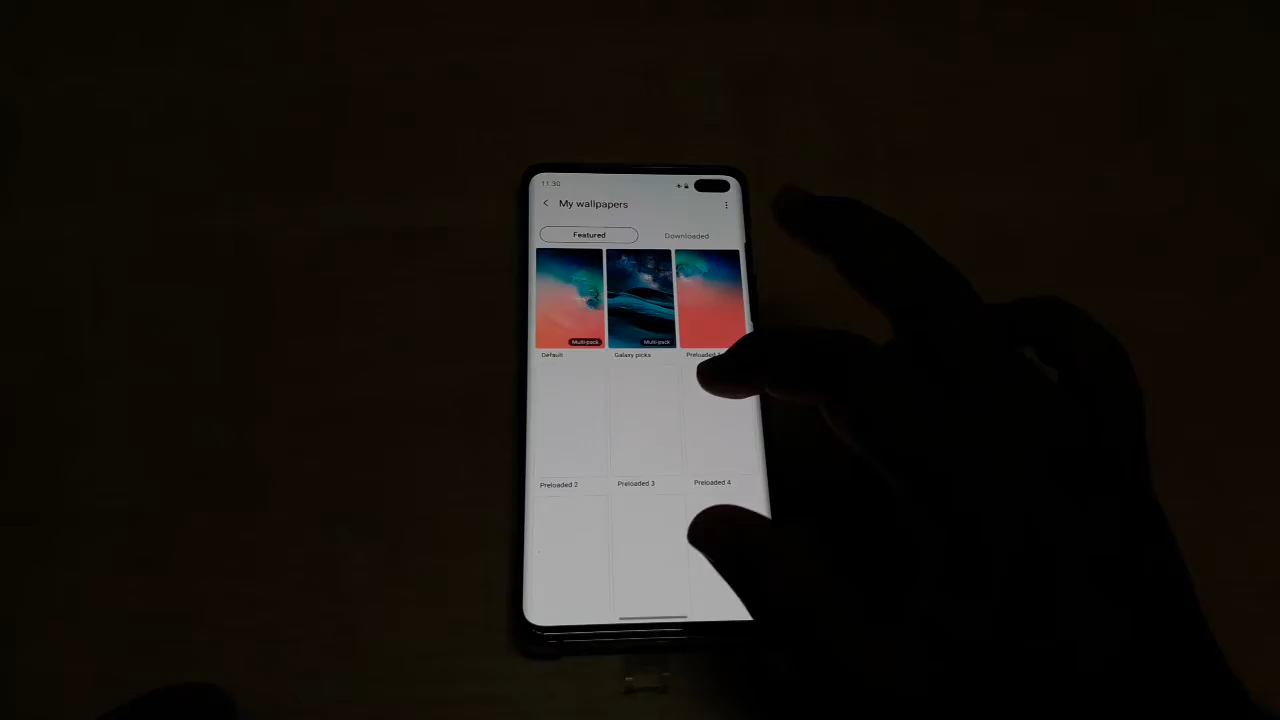 11:30
My wallpapers
Featured Downloaded
Multi-pack Multi-pack
Default Galaxy picks Preloaded
Preloaded 2 Preloaded 3 Preloaded 4